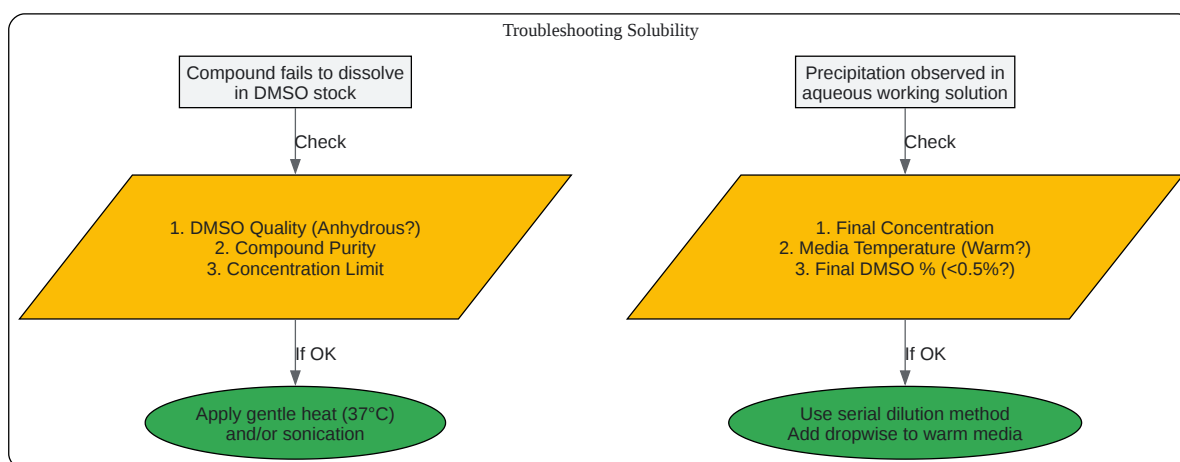 Troubleshooting Solubility
Compound fails to dissolve
in DMSO stock
Check
1. DMSO Quality (Anhydrous?)
2. Compound Purity
3. Concentration Limit
If OK
Apply gentle heat (37°C)
and/or sonication
Precipitation observed in
aqueous working solution
Check
1. Final Concentration
2. Media Temperature (Warm?)
3. Final DMSO % (<0.5%?)
If OK
Use serial dilution method
Add dropwise to warm media